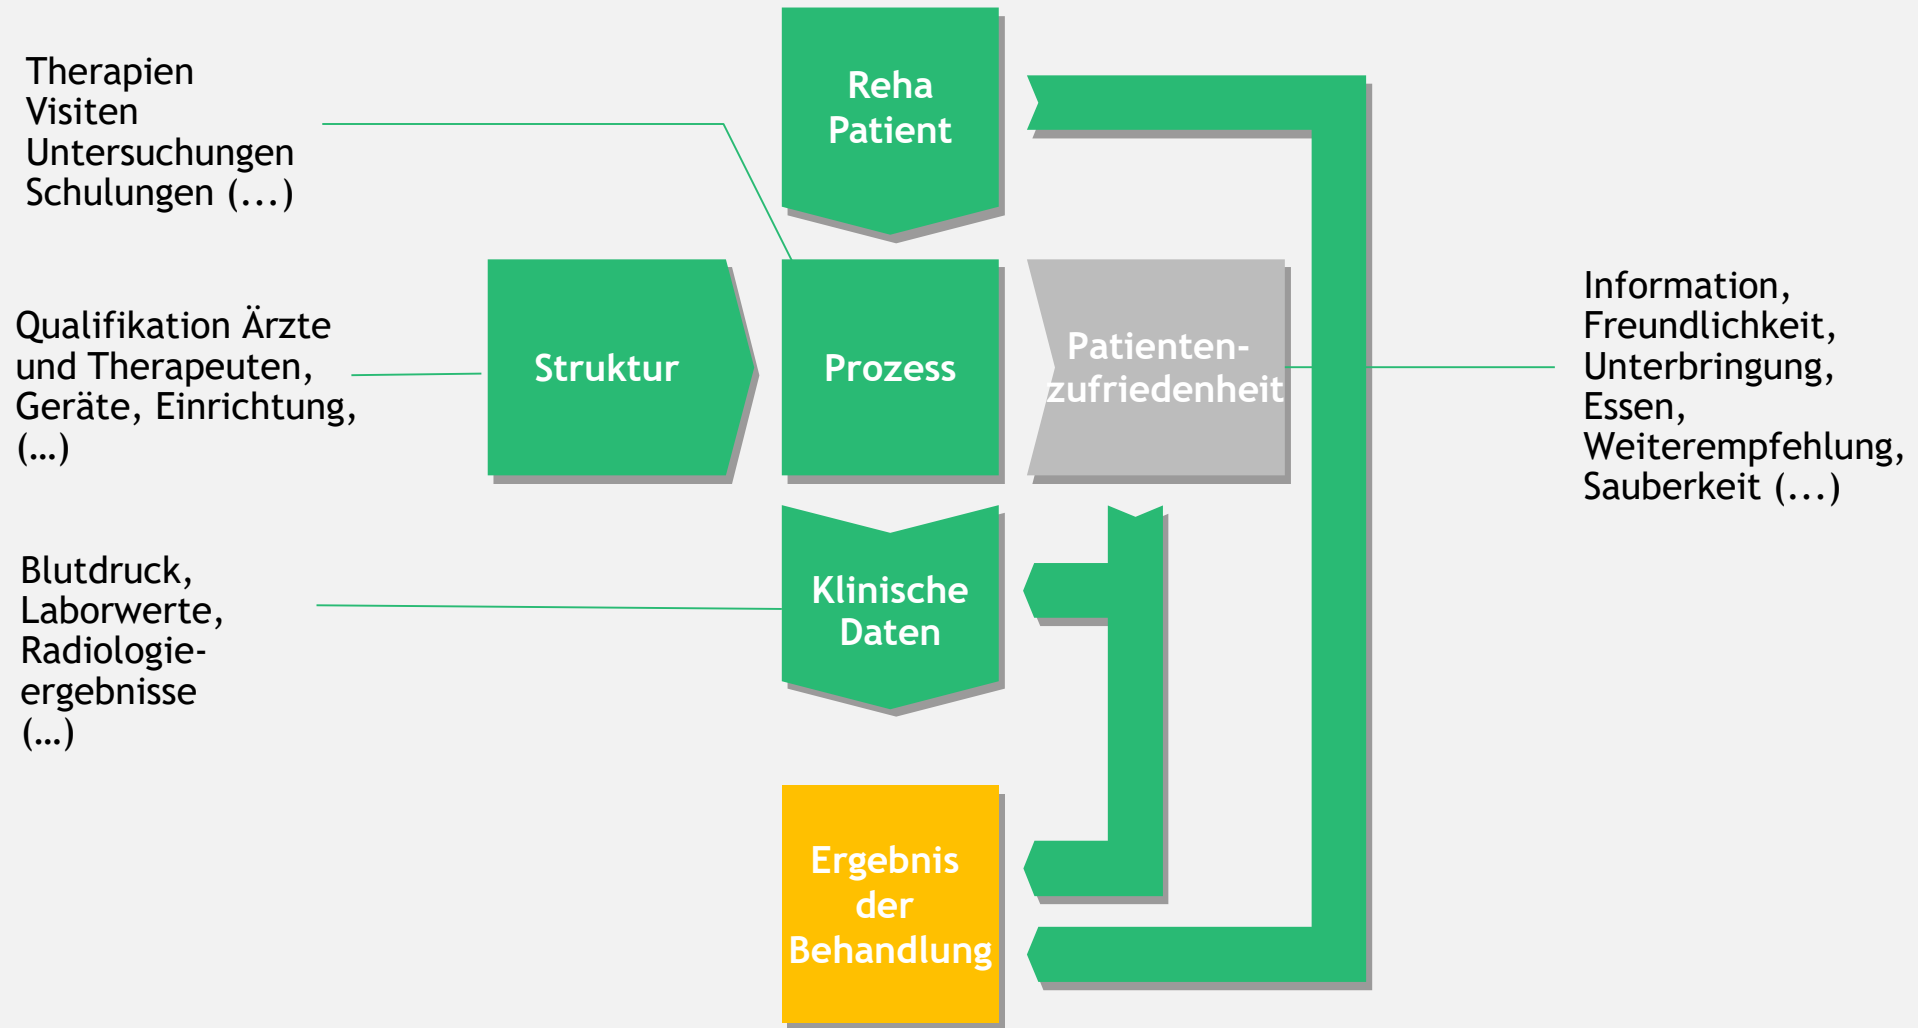 Therapien
Visiten
Untersuchungen
Schulungen (...)
Reha
Patient
Qualifikation Ärzte
und Therapeuten,
Geräte, Einrichtung,
(…)
Struktur
Prozess
Patienten-
zufriedenheit
Information,
Freundlichkeit,
Unterbringung,
Essen,
Weiterempfehlung,
Sauberkeit (...)
Blutdruck,
Laborwerte,
Radiologie-
ergebnisse
(…)
Klinische
Daten
Ergebnis
der
Behandlung